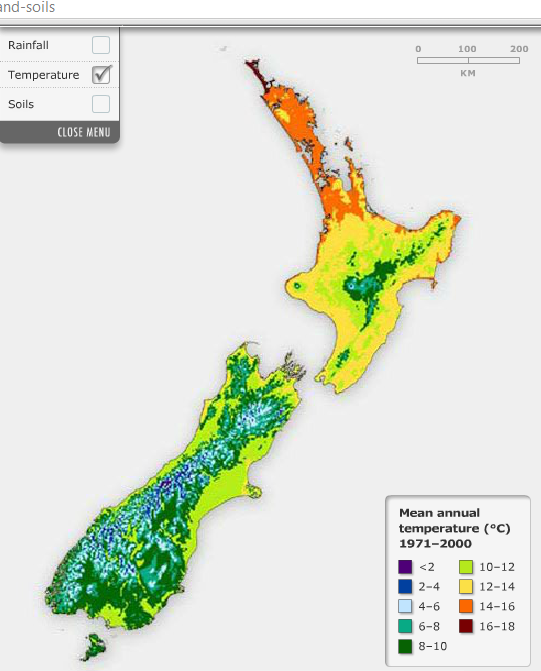 and-soils
Rainfall
Temperature
Soils
CLOSE MENU
0 100 200
KM
Mean annual
temperature (°C)
1971–2000
<2
2–4
4–6
6–8
8–10
10–12
12–14
14–16
16–18